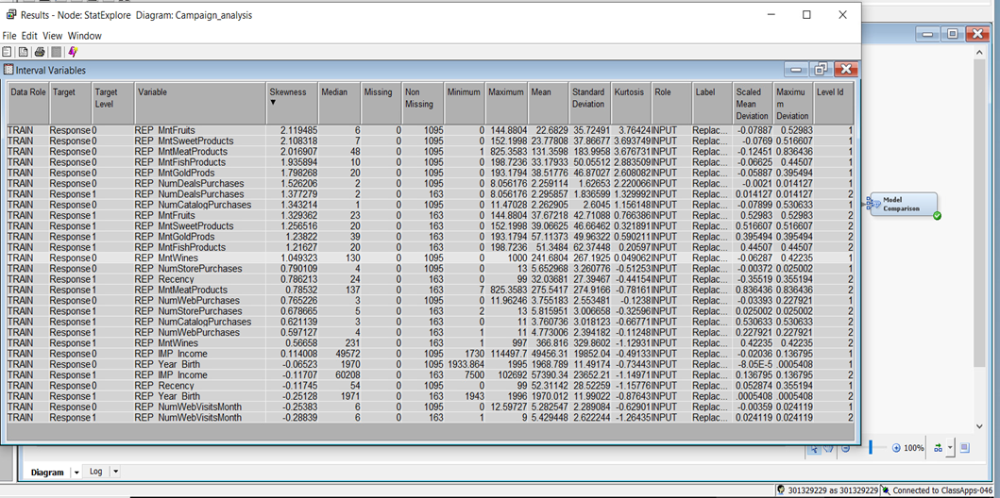 Results - Node: StatExplore Diagram: Campaign_analysis
File Edit View Window
Interval Variables
Data Role Target Target Level Variable Skewness ▼ Median Missing Non Missing Minimum Maximum Mean Standard Deviation Kurtosis Role Label Scaled Mean Deviation Maximu m Deviation Level Id
TRAIN Response 0 REP_MntFruits 2.119485 6 0 1095 0 144.8804 22.6829 35.72491 3.76424 INPUT Replac... -0.07887 0.52983 1
TRAIN Response 0 REP_MntSweetProducts 2.108318 7 0 1095 0 152.1998 23.77808 37.86677 3.693749 INPUT Replac... -0.0769 0.516607 1
TRAIN Response 0 REP_MntMeatProducts 2.016907 48 0 1095 1 825.3583 131.3598 183.9958 3.676731 INPUT Replac... -0.12451 0.836436 1
TRAIN Response 0 REP_MntFishProducts 1.935894 10 0 1095 0 198.7236 33.17933 50.05512 2.883509 INPUT Replac... -0.06625 0.44507 1
TRAIN Response 0 REP_MntGoldProds 1.798268 20 0 1095 0 193.1794 38.51776 46.87027 2.608082 INPUT Replac... -0.05887 0.395494 1
TRAIN Response 0 REP_NumDealsPurchases 1.526206 2 0 1095 0 8.056176 2.259114 1.62653 2.220066 INPUT Replac... -0.0021 0.014127 1
TRAIN Response 1 REP_NumDealsPurchases 1.377279 2 0 163 0 8.056176 2.295857 1.836599 1.329992 INPUT Replac... 0.014127 0.014127 2
TRAIN Response 0 REP_NumCatalogPurchases 1.343214 1 0 1095 0 11.47028 2.262905 2.6045 1.156148 INPUT Replac... -0.07899 0.530633 1
TRAIN Response 1 REP_MntFruits 1.329362 23 0 163 0 144.8804 37.67218 42.71088 0.766386 INPUT Replac... 0.52983 0.52983 2
TRAIN Response 1 REP_MntSweetProducts 1.256516 20 0 163 0 152.1998 39.06625 46.66462 0.321891 INPUT Replac... 0.516607 0.516607 2
TRAIN Response 1 REP_MntGoldProds 1.23822 39 0 163 0 193.1794 57.11373 49.96322 0.590211 INPUT Replac... 0.395494 0.395494 2
TRAIN Response 1 REP_MntFishProducts 1.21627 20 0 163 0 198.7236 51.3484 62.37448 0.20597 INPUT Replac... 0.44507 0.44507 2
TRAIN Response 0 REP_MntWines 1.049323 130 0 1095 0 1000 241.6804 267.1925 0.049062 INPUT Replac... -0.06287 0.42235 1
TRAIN Response 0 REP_NumStorePurchases 0.790109 4 0 1095 0 13 5.652968 3.260776 -0.51253 INPUT Replac... -0.00372 0.025002 1
TRAIN Response 1 REP_Recency 0.786213 24 0 163 0 99 32.03681 27.39467 -0.44154 INPUT Replac... -0.35519 0.355194 2
TRAIN Response 1 REP_MntMeatProducts 0.78532 137 0 163 7 825.3583 275.5417 274.9166 -0.78161 INPUT Replac... 0.836436 0.836436 2
TRAIN Response 0 REP_NumWebPurchases 0.765226 3 0 1095 0 11.96246 3.755183 2.553481 -0.1238 INPUT Replac... -0.03393 0.227921 1
TRAIN Response 1 REP_NumStorePurchases 0.678665 5 0 163 2 13 5.815951 3.006658 -0.32596 INPUT Replac... 0.025002 0.025002 2
TRAIN Response 1 REP_NumCatalogPurchases 0.621139 3 0 163 0 11 3.760736 3.018123 -0.66771 INPUT Replac... 0.530633 0.530633 2
TRAIN Response 1 REP_NumWebPurchases 0.597127 4 0 163 1 11 4.773006 2.394182 -0.11248 INPUT Replac... 0.227921 0.227921 2
TRAIN Response 1 REP_MntWines 0.56658 231 0 163 1 997 366.816 329.8602 -1.12931 INPUT Replac... 0.42235 0.42235 2
TRAIN Response 0 REP_IMP_Income 0.114008 49572 0 1095 1730 114497.7 49456.31 19852.04 -0.49133 INPUT Replac... -0.02036 0.136795 1
TRAIN Response 0 REP_Year_Birth -0.06523 1970 0 1095 1933.864 1995 1968.789 11.49174 -0.73443 INPUT Replac... -8.05E-5 .0005408 1
TRAIN Response 1 REP_IMP_Income -0.11707 60208 0 163 7500 102692 57390.34 23652.21 -1.14971 INPUT Replac... 0.136795 0.136795 2
TRAIN Response 0 REP_Recency -0.11745 54 0 1095 0 99 52.31142 28.52259 -1.15776 INPUT Replac... 0.052874 0.355194 1
TRAIN Response 1 REP_Year_Birth -0.25128 1971 0 163 1943 1996 1970.012 11.99022 -0.87643 INPUT Replac... .0005408 .0005408 2
TRAIN Response 0 REP_NumWebVisitsMonth -0.25383 6 0 1095 0 12.59727 5.282547 2.289084 -0.62901 INPUT Replac... -0.00359 0.024119 1
TRAIN Response 1 REP_NumWebVisitsMonth -0.28839 6 0 163 1 9 5.429448 2.622244 -1.26435 INPUT Replac... 0.024119 0.024119 2
Model Comparison
100%
Diagram Log
301329229 as 301329229 Connected to ClassApps-046